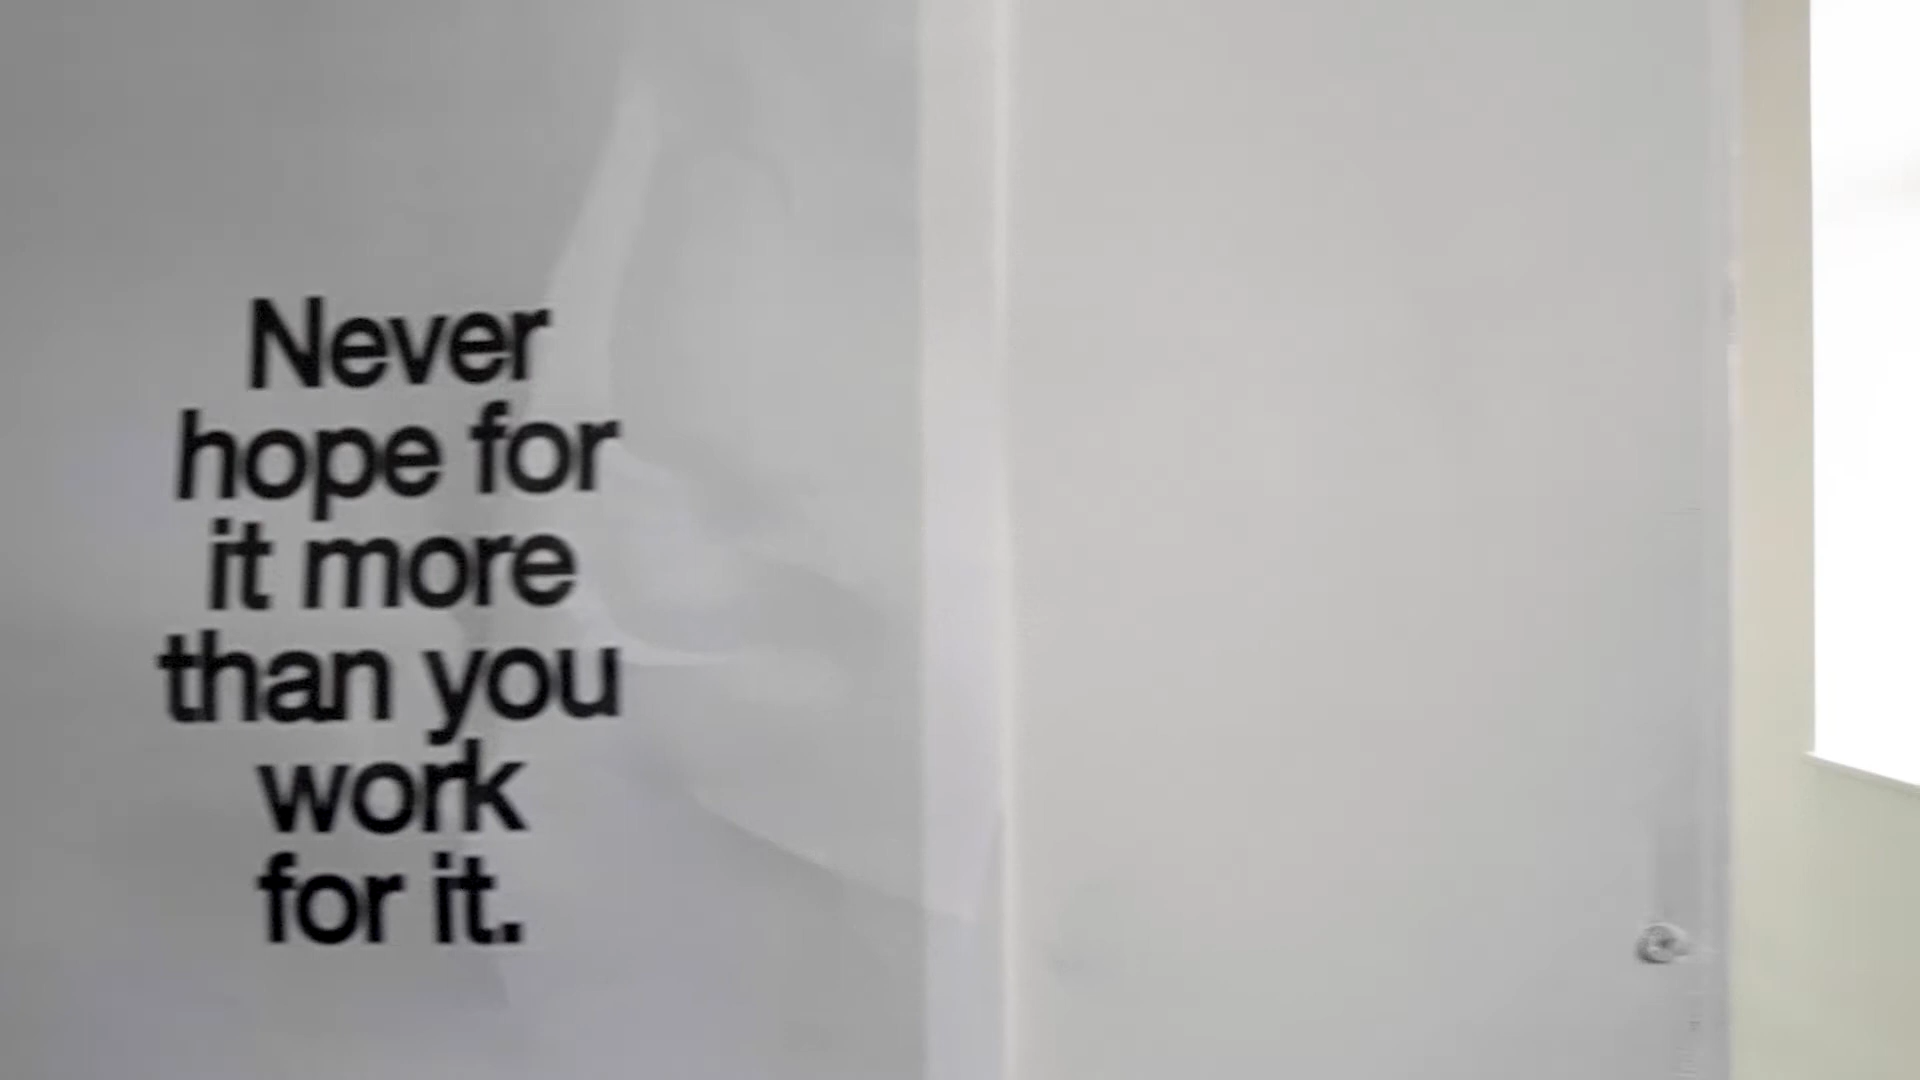 Never
hope for
it more
than you
work
for it.